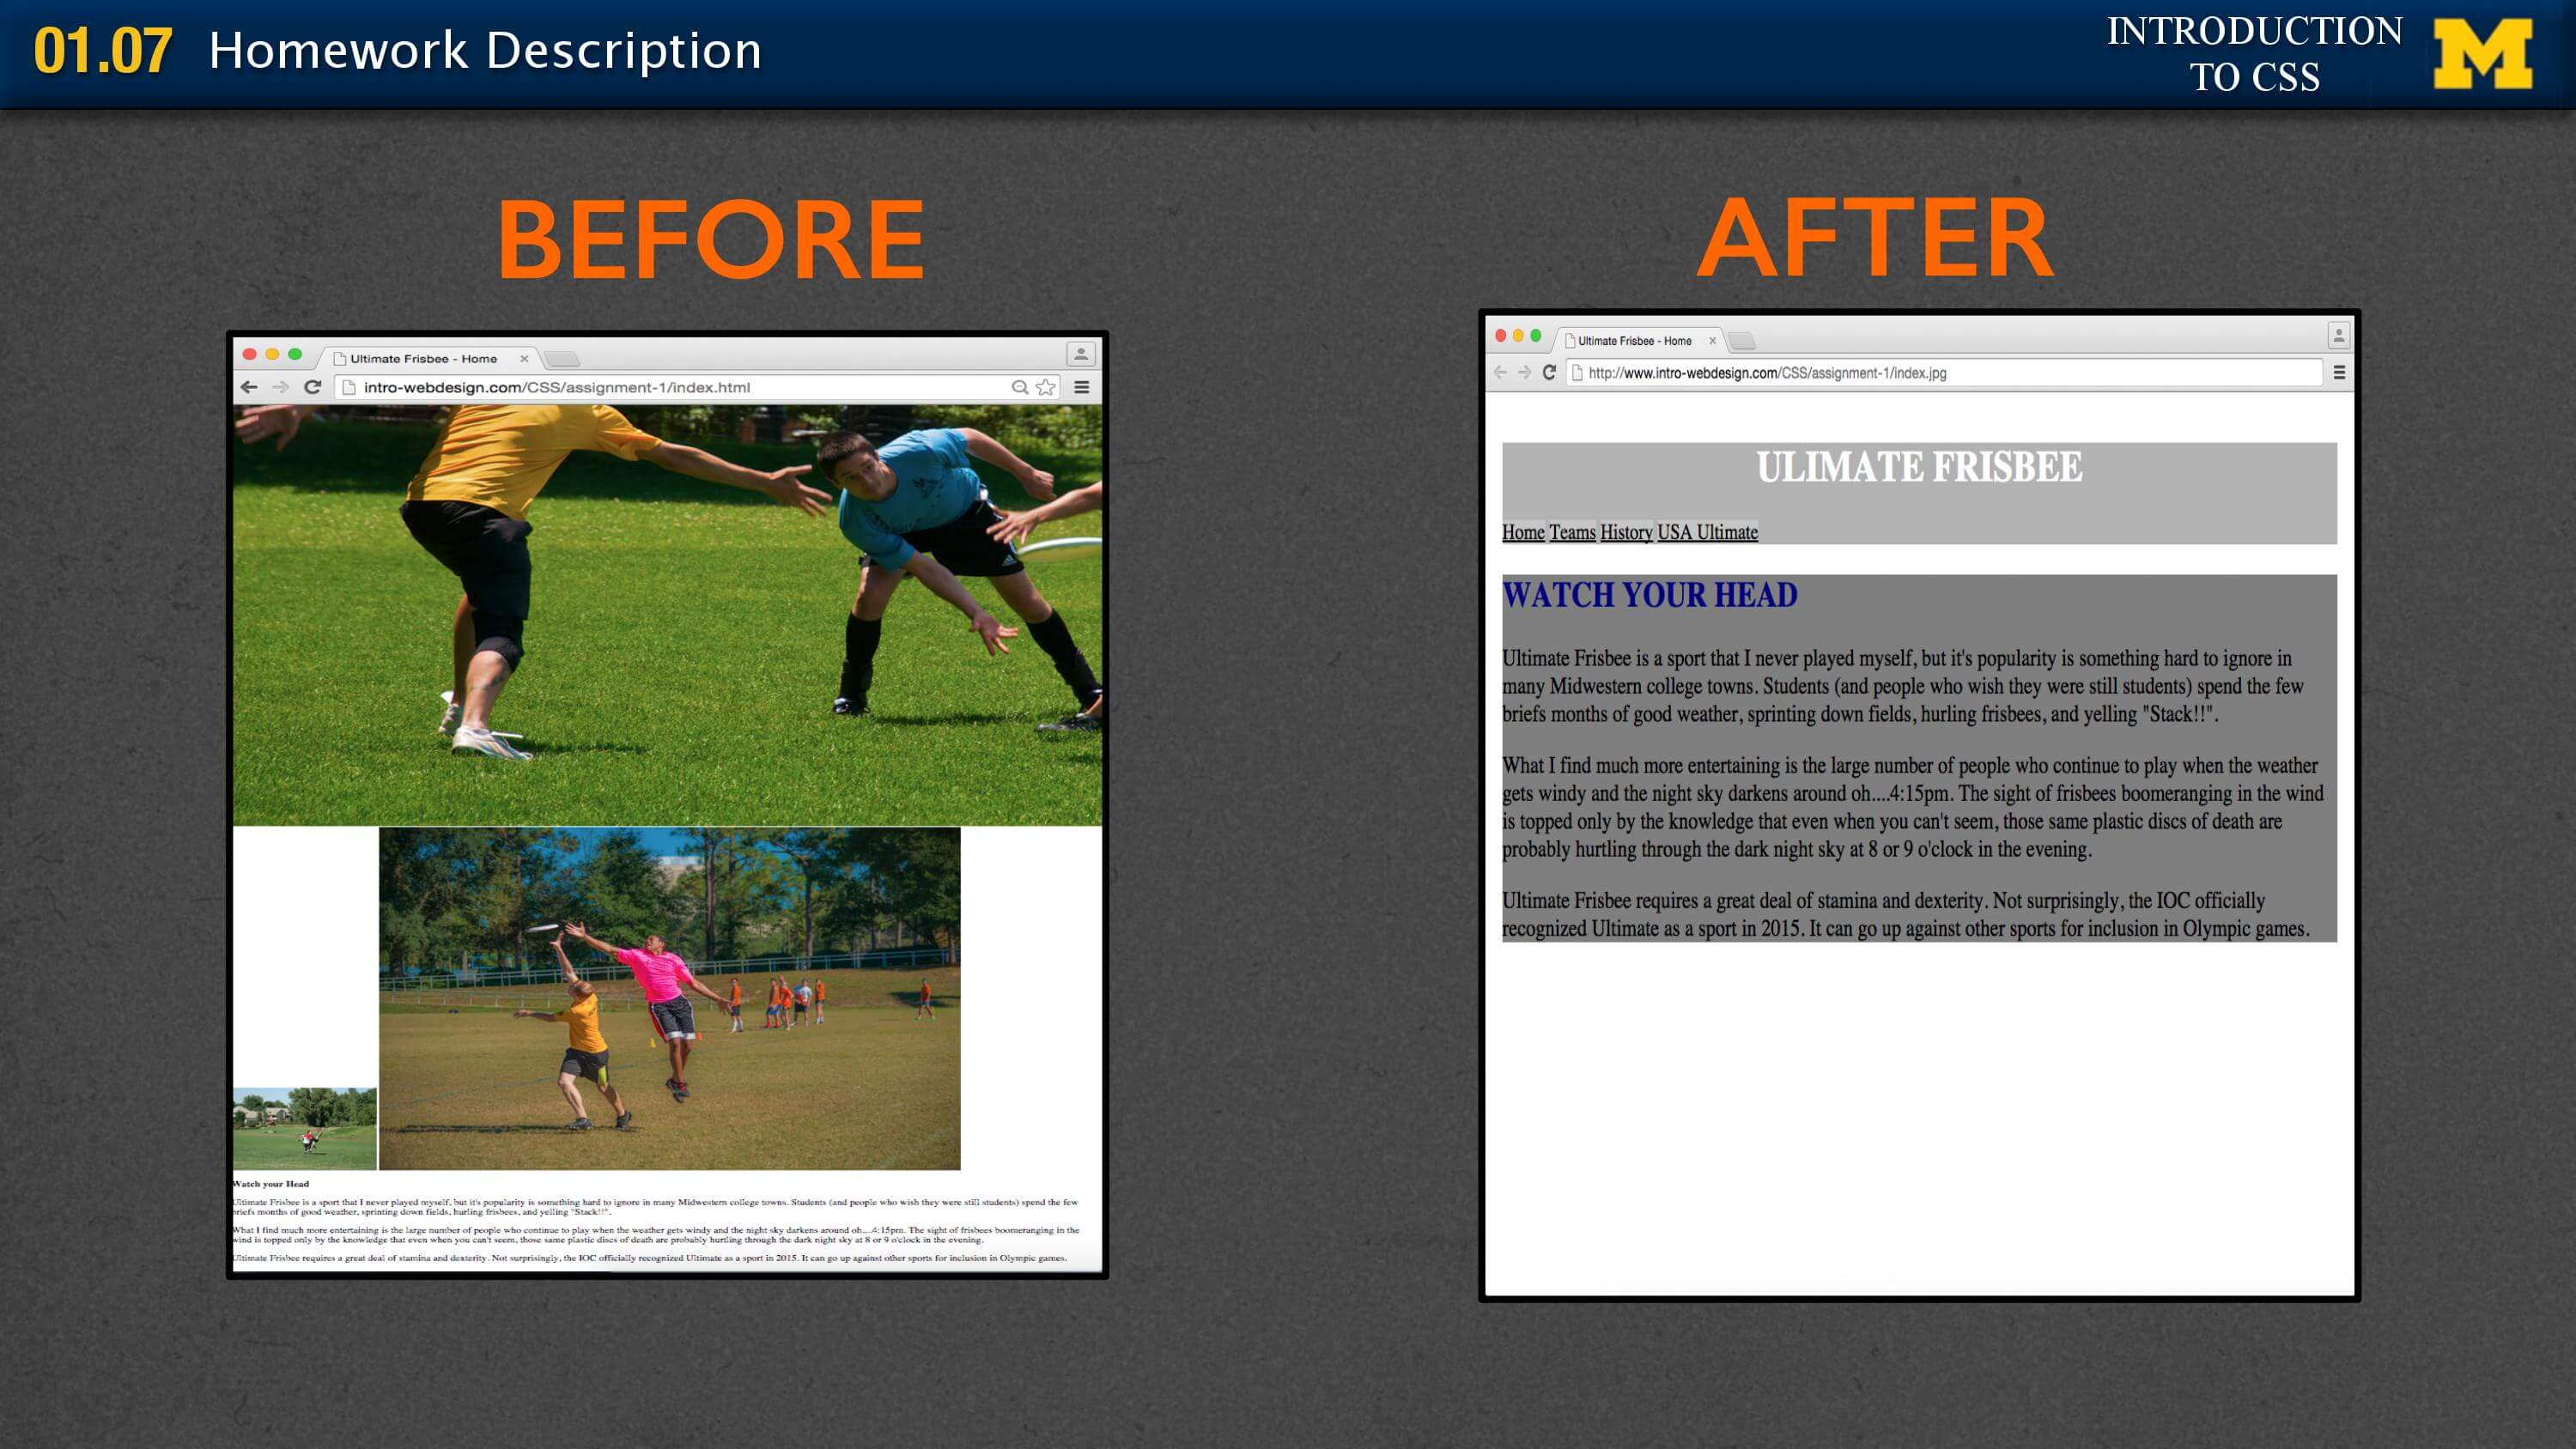 01.07 Homework Description
INTRODUCTION
TO CSS
M
BEFORE
AFTER
Ultimate Frisbee - Home
intro-webdesign.com/CSS/assignment-1/index.html
Watch your Head
Ultimate Frisbee is a sport that I never played myself, but it's popularity is something hard to ignore in many Midwestern college towns. Students (and people who wish they were still students) spend the few
briefs months of good weather, sprinting down fields, hurling frisbees, and yelling "Stack!!".
What I find much more entertaining is the large number of people who continue to play when the weather gets windy and the night sky darkens around oh....4:15pm. The sight of frisbees boomeranging in the
wind is topped only by the knowledge that even when you can't seem, those same plastic discs of death are probably hurtling through the dark night sky at 8 or 9 o'clock in the evening.
Ultimate Frisbee requires a great deal of stamina and dexterity. Not surprisingly, the IOC officially recognized Ultimate as a sport in 2015. It can go up against other sports for inclusion in Olympic games.
Ultimate Frisbee - Home
http://www.intro-webdesign.com/CSS/assignment-1/index.jpg
ULIMATE FRISBEE
Home Teams History USA Ultimate
WATCH YOUR HEAD
Ultimate Frisbee is a sport that I never played myself, but it's popularity is something hard to ignore in
many Midwestern college towns. Students (and people who wish they were still students) spend the few
briefs months of good weather, sprinting down fields, hurling frisbees, and yelling "Stack!!".
What I find much more entertaining is the large number of people who continue to play when the weather
gets windy and the night sky darkens around oh....4:15pm. The sight of frisbees boomeranging in the wind
is topped only by the knowledge that even when you can't seem, those same plastic discs of death are
probably hurtling through the dark night sky at 8 or 9 o'clock in the evening.
Ultimate Frisbee requires a great deal of stamina and dexterity. Not surprisingly, the IOC officially
recognized Ultimate as a sport in 2015. It can go up against other sports for inclusion in Olympic games.